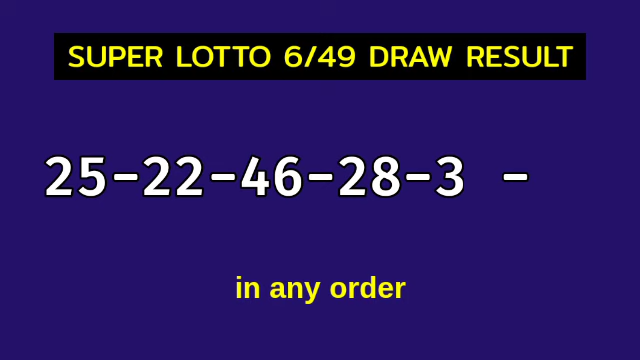 SUPER LOTTO 6/49 DRAW RESULT
25-22-46-28-3 -
in any order